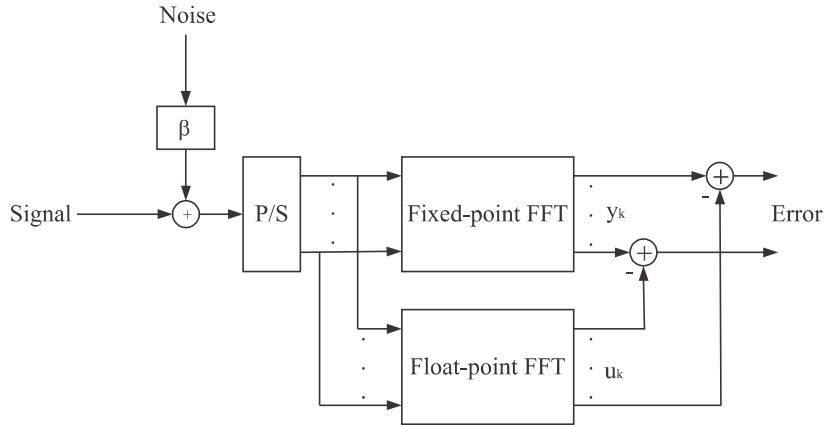 Noise
β
Signal
+
P/S
Fixed-point FFT
yk
+
-
+
-
Error
Float-point FFT
uk